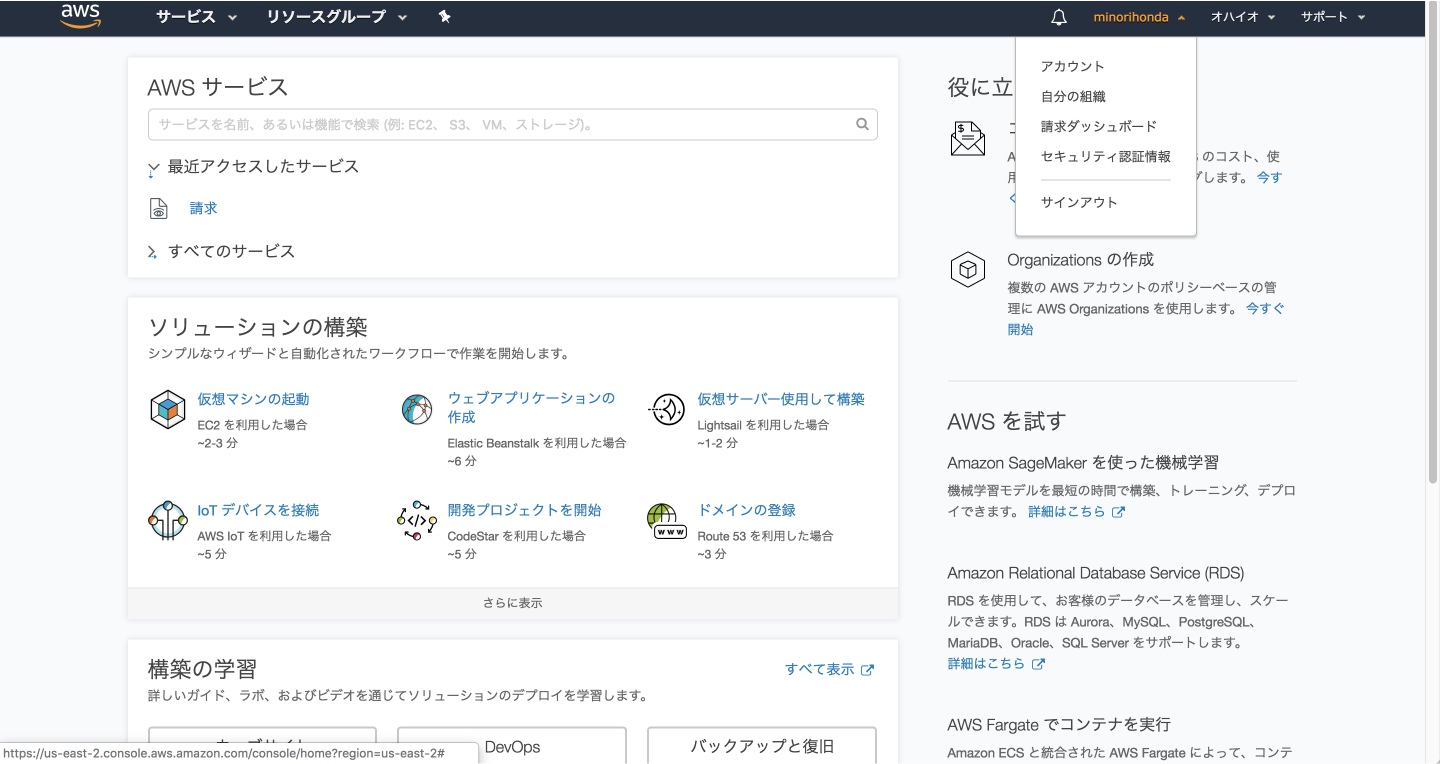 aws
サービス
リソースグループ
minorihonda
オハイオ
サポート
アカウント
自分の組織
請求ダッシュボード
セキュリティ認証情報
サインアウト
AWS サービス
サービスを名前、あるいは機能で検索 (例: EC2、 S3、 VM、ストレージ)。
最近アクセスしたサービス
請求
すべてのサービス
ソリューションの構築
シンプルなウィザードと自動化されたワークフローで作業を開始します。
仮想マシンの起動
EC2 を利用した場合
~2-3 分
ウェブアプリケーションの
作成
Elastic Beanstalk を利用した場合
~6 分
仮想サーバー使用して構築
Lightsail を利用した場合
~1-2 分
IoT デバイスを接続
AWS IoT を利用した場合
~5 分
開発プロジェクトを開始
CodeStar を利用した場合
~5 分
ドメインの登録
Route 53 を利用した場合
~3 分
さらに表示
構築の学習
すべて表示
詳しいガイド、ラボ、およびビデオを通じてソリューションのデプロイを学習します。
DevOps
バックアップと復旧
https://us-east-2.console.aws.amazon.com/console/home?region=us-east-2#
役に立
のコスト、使
します。 今す
Organizations の作成
複数の AWS アカウントのポリシーベースの管
理に AWS Organizations を使用します。 今すぐ
開始
AWS を試す
Amazon SageMaker を使った機械学習
機械学習モデルを最短の時間で構築、トレーニング、デプロ
イできます。 詳細はこちら
Amazon Relational Database Service (RDS)
RDS を使用して、お客様のデータベースを管理し、スケー
ルできます。RDS は Aurora、MySQL、PostgreSQL、
MariaDB、Oracle、SQL Server をサポートします。
詳細はこちら
AWS Fargate でコンテナを実行
Amazon ECS と統合された AWS Fargate によって、コンテ